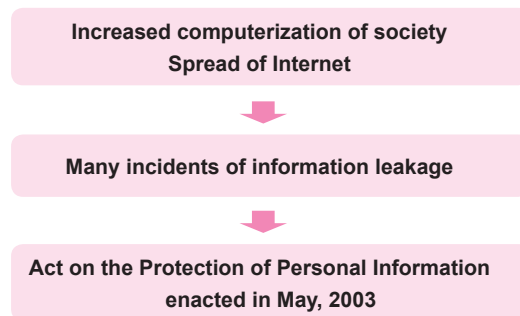 Increased computerization of society
Spread of Internet
Many incidents of information leakage
Act on the Protection of Personal Information
enacted in May, 2003